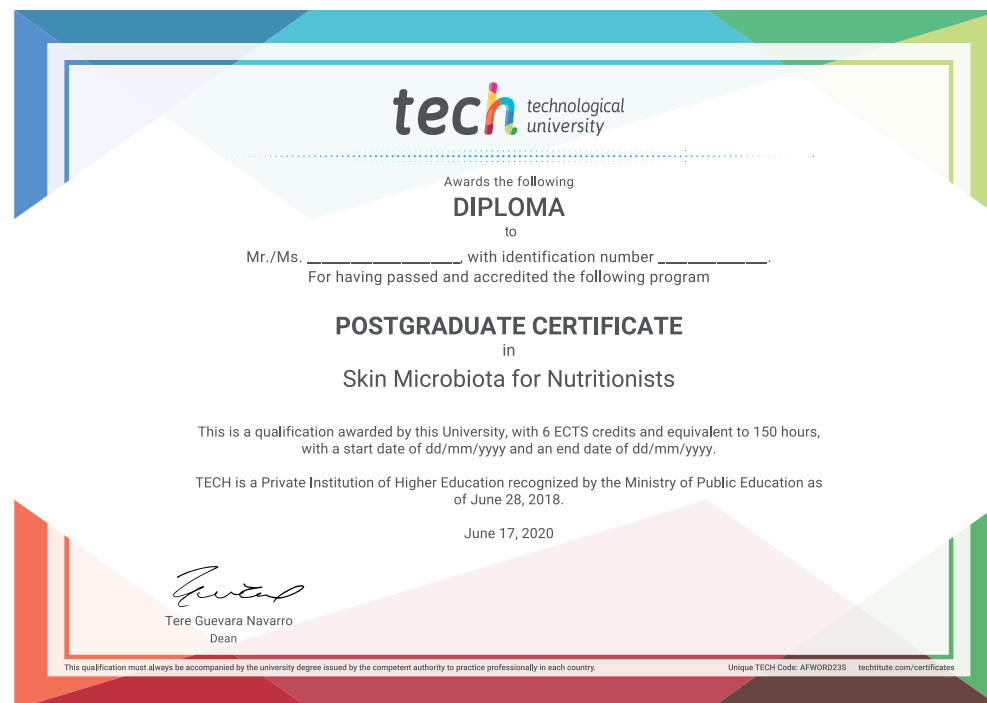 tech technological
university
Awards the following
DIPLOMA
to
Mr./Ms. ____________________, with identification number ______________.
For having passed and accredited the following program
POSTGRADUATE CERTIFICATE
in
Skin Microbiota for Nutritionists
This is a qualification awarded by this University, with 6 ECTS credits and equivalent to 150 hours,
with a start date of dd/mm/yyyy and an end date of dd/mm/yyyy.
TECH is a Private Institution of Higher Education recognized by the Ministry of Public Education as
of June 28, 2018.
June 17, 2020
Tere Guevara Navarro
Dean
This qualification must always be accompanied by the university degree issued by the competent authority to practice professionally in each country.
Unique TECH Code: AFWORD23S techtitute.com/certificates